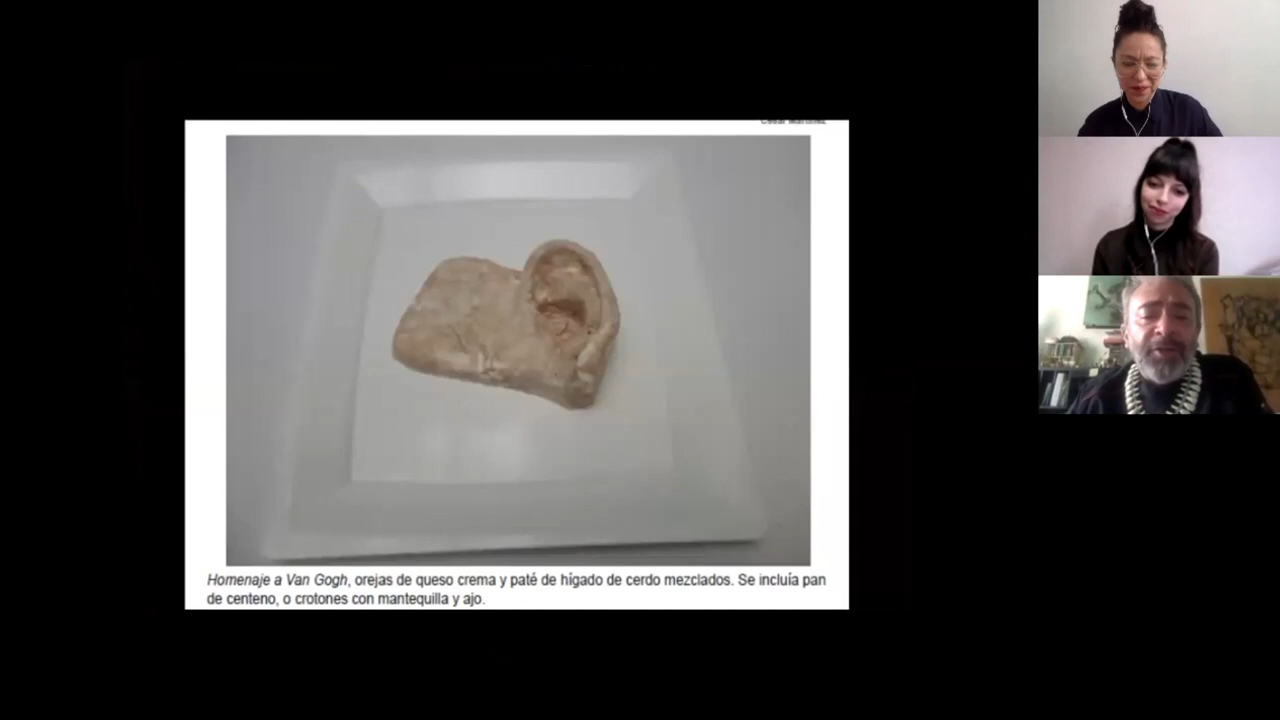 Homenaje a Van Gogh, orejas de queso crema y paté de hígado de cerdo mezclados. Se incluía pan
de centeno, o crotones con mantequilla y ajo.